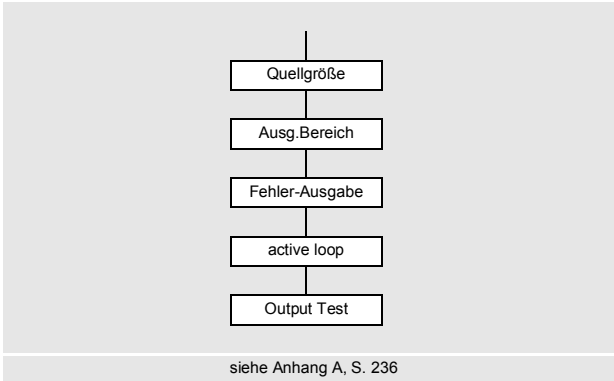 Quellgröße
Ausg.Bereich
Fehler-Ausgabe
active loop
Output Test
siehe Anhang A, S. 236